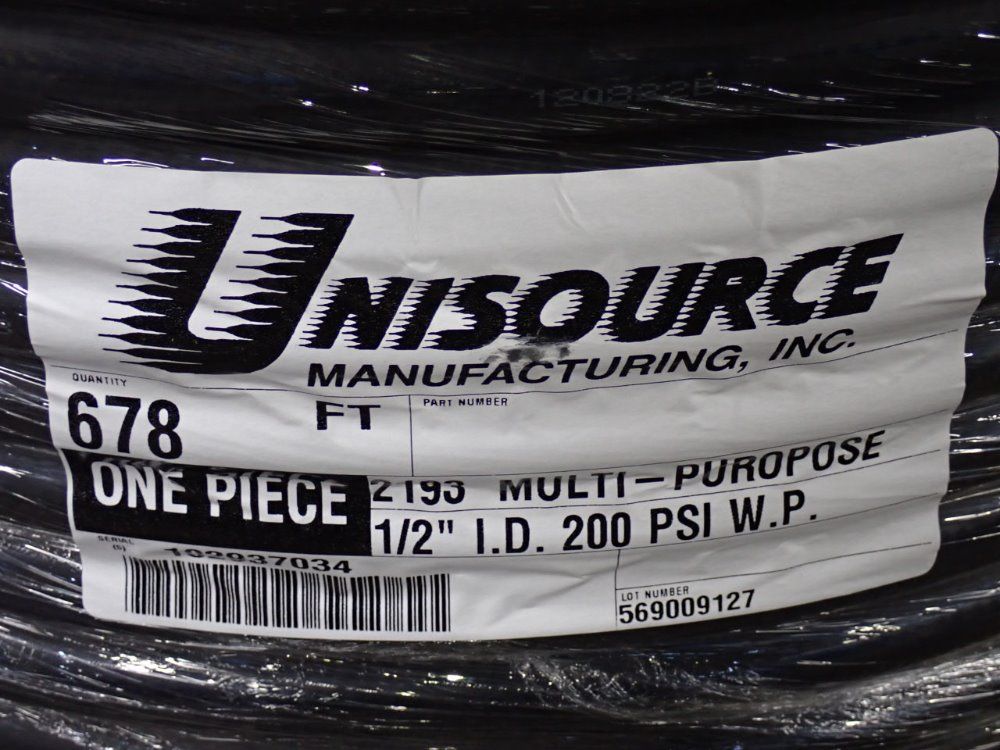 UNISOURCE
MANUFACTURING, INC.
QUANTITY
678 FT
PART NUMBER
ONE PIECE
2193 MULTI-PUROPOSE
1/2" I.D. 200 PSI W.P.
SERIAL
(S)
LOT NUMBER
569009127